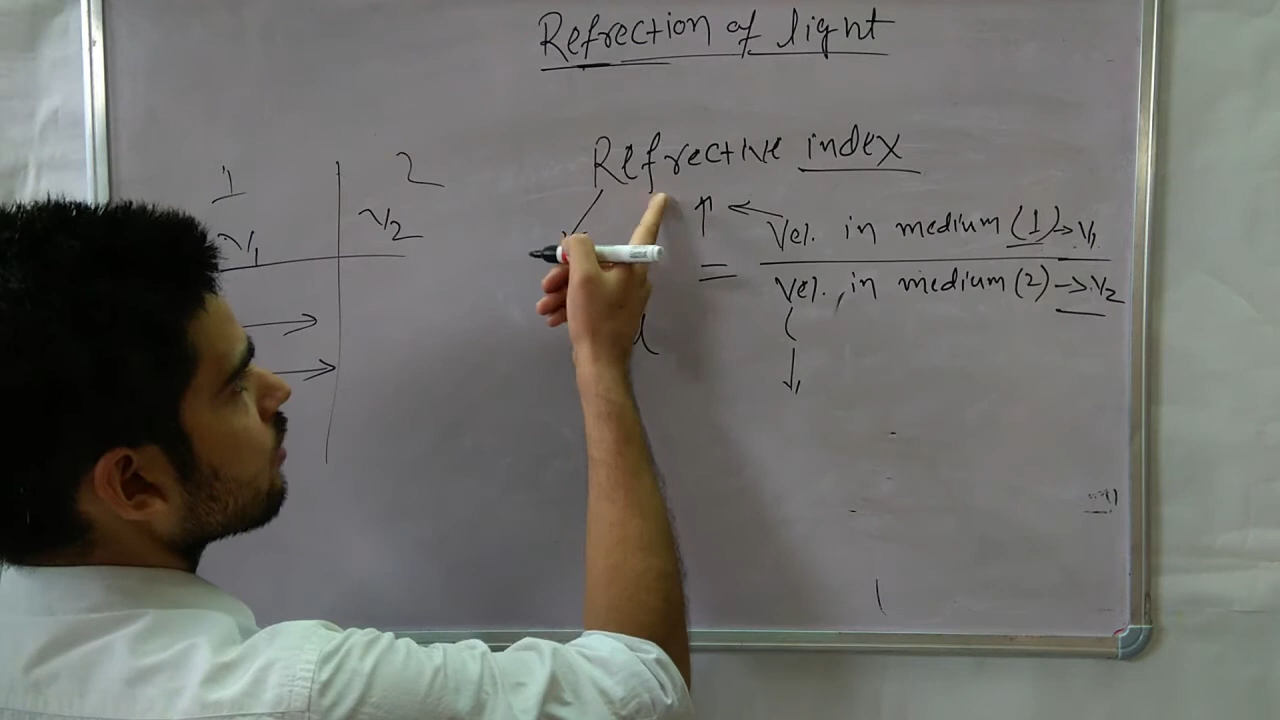 Refrection of light
Refrective index
1 2
v1 v2
= Vel. in medium (1)→v1
Vel. in medium (2)→v2